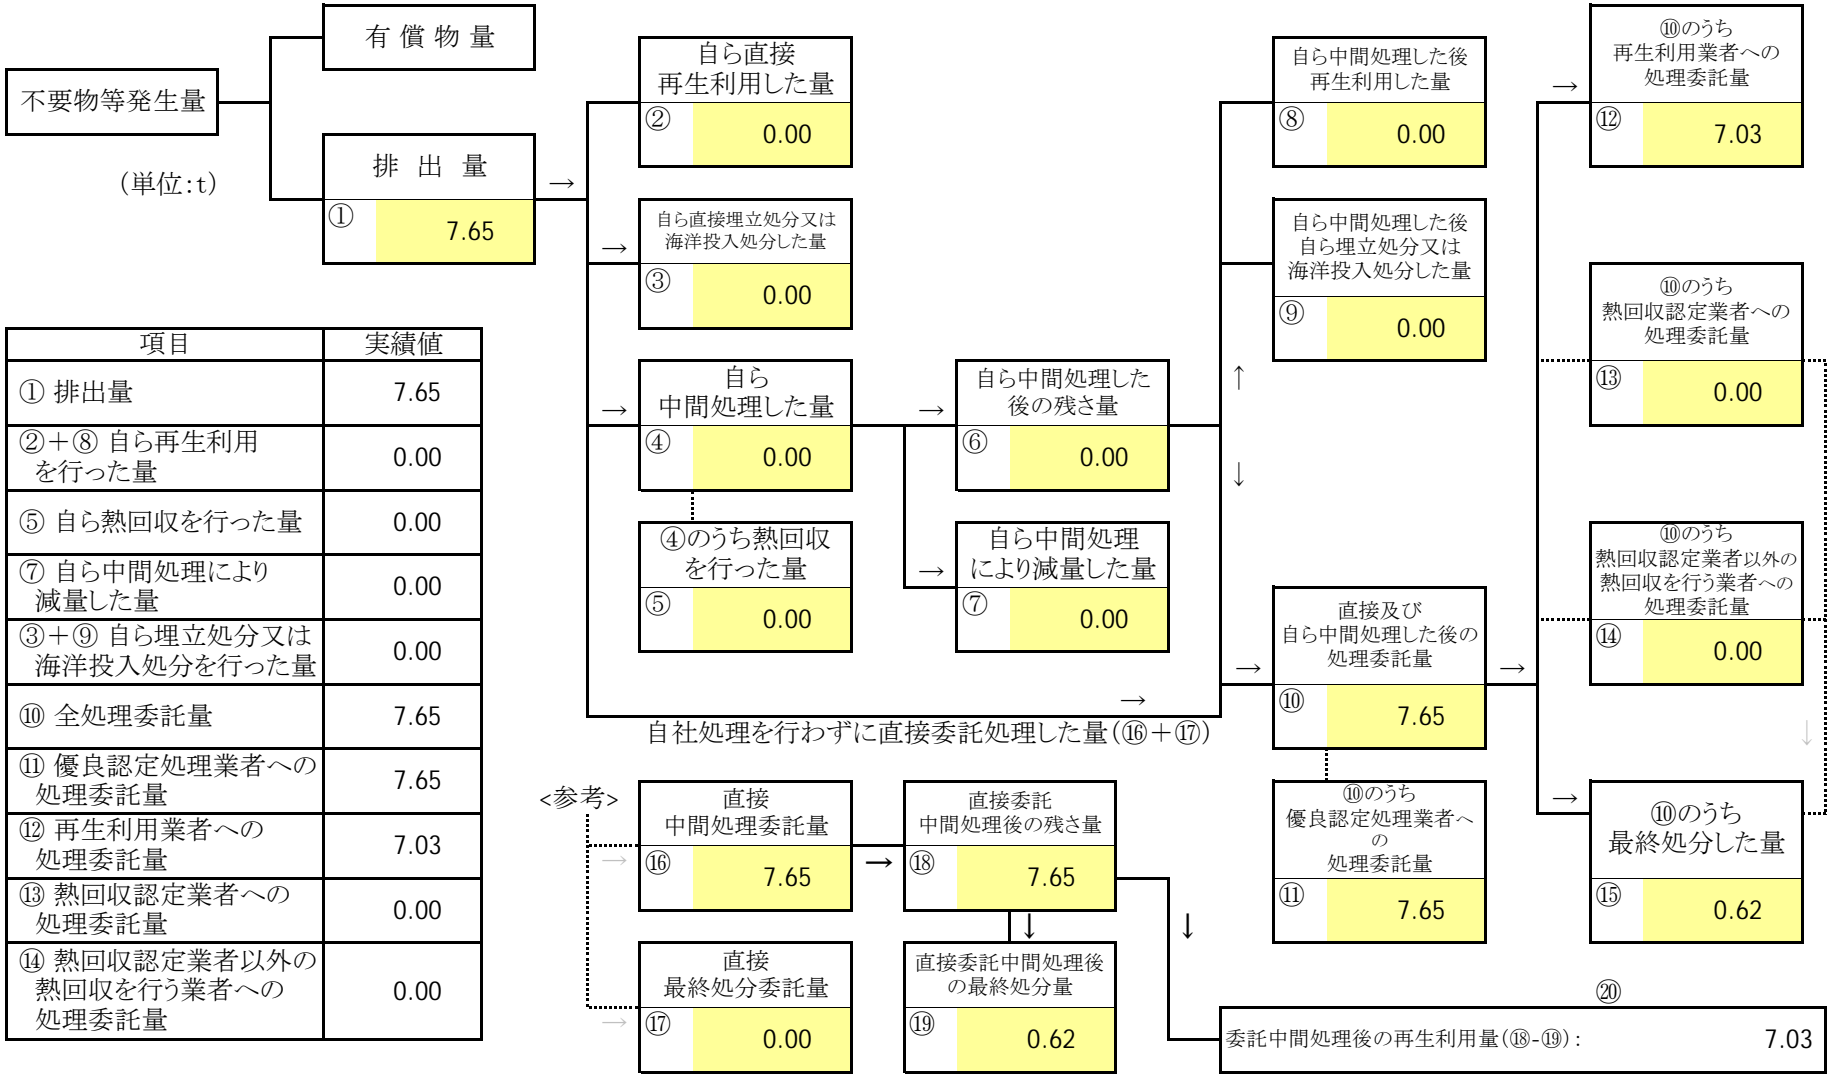 不要物等発生量
(単位:t)
有 償 物 量
排 出 量
① 7.65
→
自ら直接
再生利用した量
② 0.00
→
自ら直接埋立処分又は
海洋投入処分した量
③ 0.00
→
自ら
中間処理した量
④ 0.00
④のうち熱回収
を行った量
⑤ 0.00
→
自ら中間処理した
後の残さ量
⑥ 0.00
→
自ら中間処理
により減量した量
⑦ 0.00
→
自社処理を行わずに直接委託処理した量(⑯+⑰)
↑
↓
自ら中間処理した後
再生利用した量
⑧ 0.00
自ら中間処理した後
自ら埋立処分又は
海洋投入処分した量
⑨ 0.00
→
直接及び
自ら中間処理した後の
処理委託量
⑩ 7.65
⑩のうち
優良認定処理業者へ
の
処理委託量
⑪ 7.65
→
→
⑩のうち
再生利用業者への
処理委託量
⑫ 7.03
⑩のうち
熱回収認定業者への
処理委託量
⑬ 0.00
⑩のうち
熱回収認定業者以外の
熱回収を行う業者への
処理委託量
⑭ 0.00
↓
→
⑩のうち
最終処分した量
⑮ 0.62
項目 実績値
① 排出量 7.65
②+⑧ 自ら再生利用
を行った量 0.00
⑤ 自ら熱回収を行った量 0.00
⑦ 自ら中間処理により
減量した量 0.00
③+⑨ 自ら埋立処分又は
海洋投入処分を行った量 0.00
⑩ 全処理委託量 7.65
⑪ 優良認定処理業者への
処理委託量 7.65
⑫ 再生利用業者への
処理委託量 7.03
⑬ 熱回収認定業者への
処理委託量 0.00
⑭ 熱回収認定業者以外の
熱回収を行う業者への
処理委託量 0.00
<参考>
→
直接
中間処理委託量
⑯ 7.65
→
直接
最終処分委託量
⑰ 0.00
→
直接委託
中間処理後の残さ量
⑱ 7.65
↓
直接委託中間処理後
の最終処分量
⑲ 0.62
↓
⑳
委託中間処理後の再生利用量(⑱-⑲): 7.03